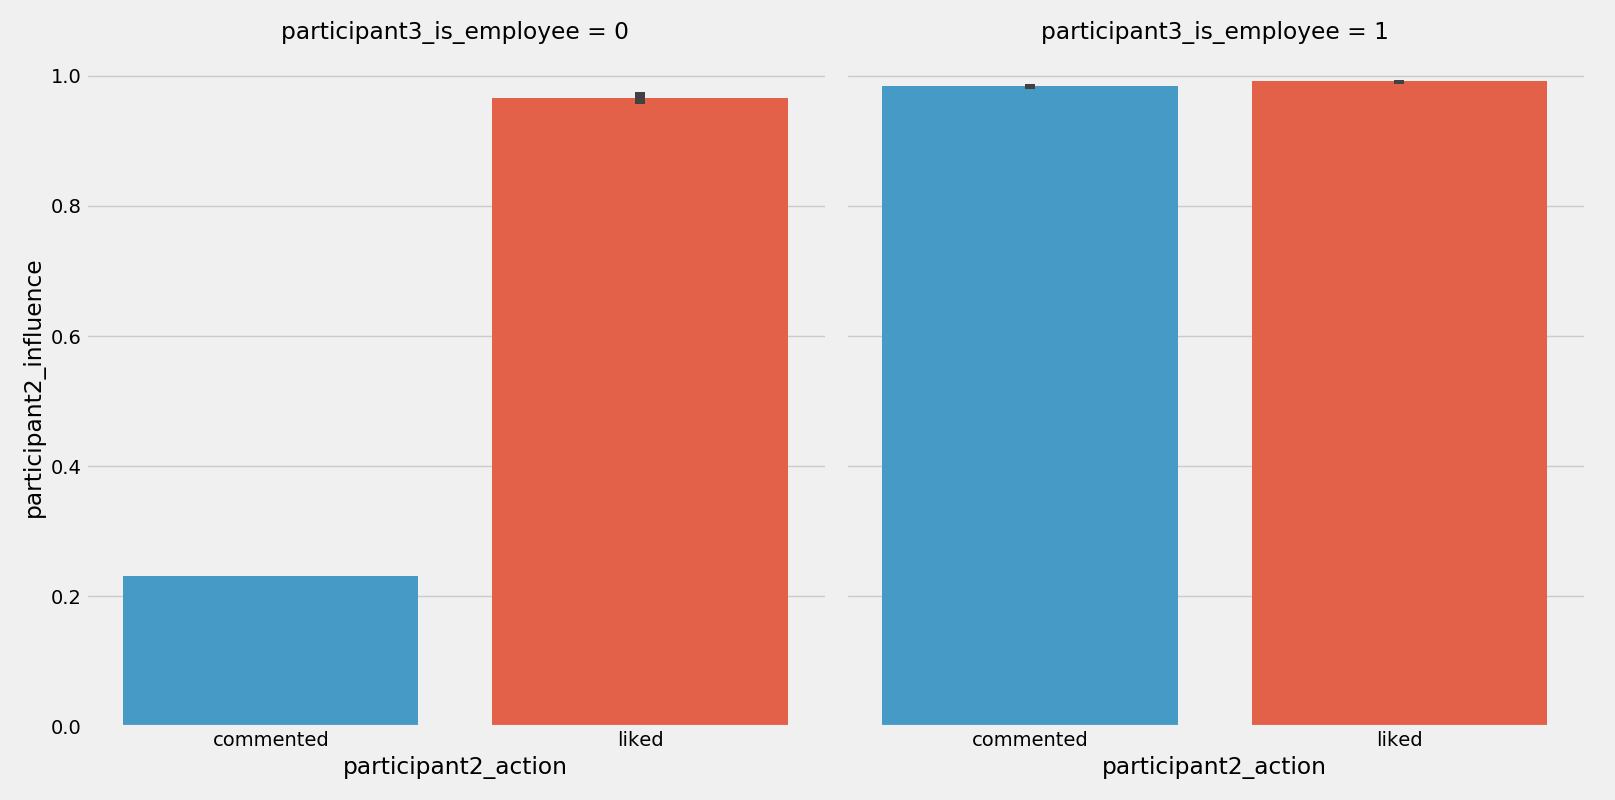 participant3_is_employee = 0
participant3_is_employee = 1
participant2_influence
1.0
0.8
0.6
0.4
0.2
0.0
commented
liked
commented
liked
participant2_action
participant2_action